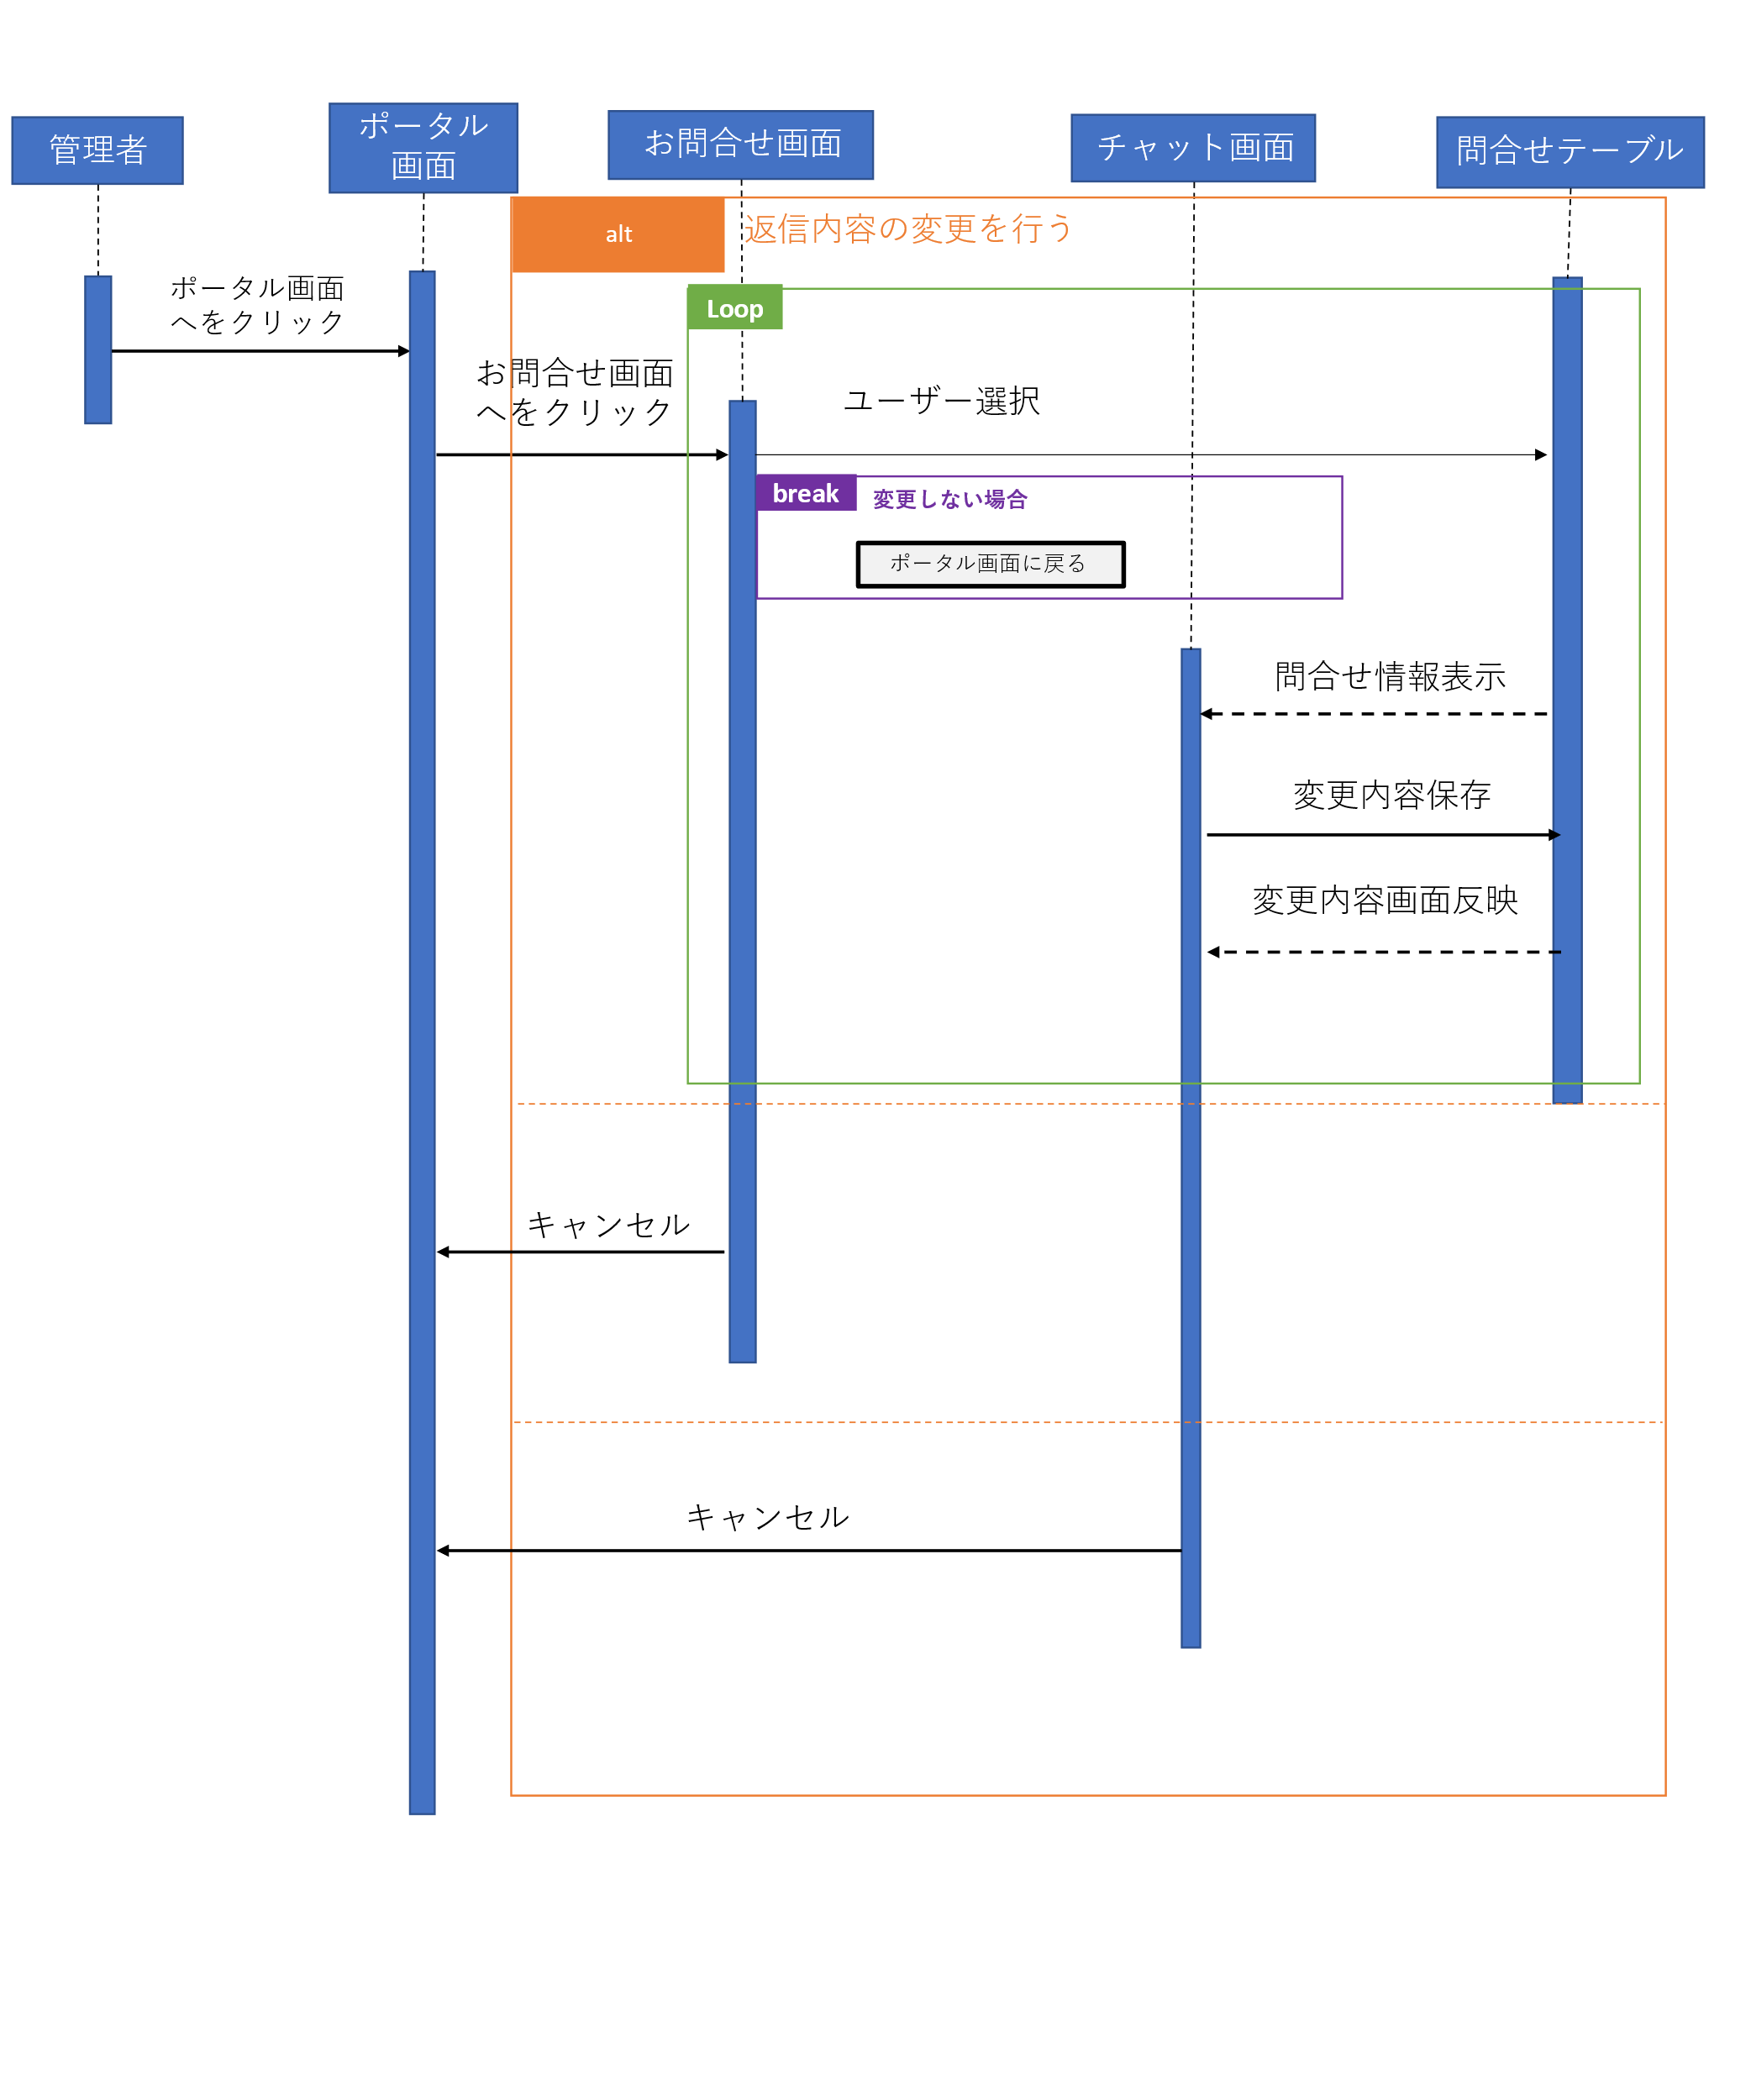 管理者
ポータル
画面
お問合せ画面
チャット画面
問合せテーブル
alt
返信内容の変更を行う
ポータル画面
へをクリック
Loop
お問合せ画面
へをクリック
ユーザー選択
break
変更しない場合
ポータル画面に戻る
問合せ情報表示
変更内容保存
変更内容画面反映
キャンセル
キャンセル